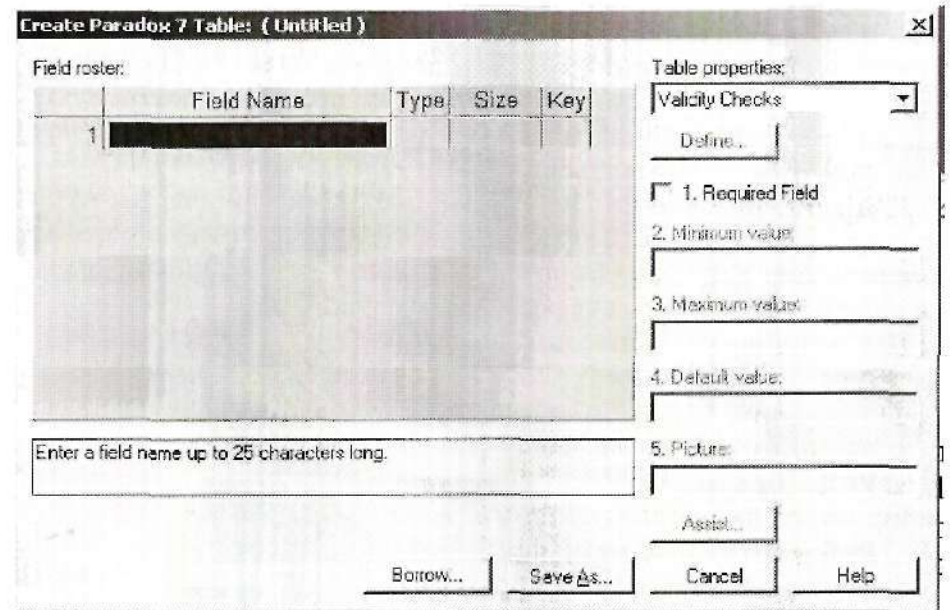 Create Paradox 7 Table: ( Untitled )
Field roster:
Field Name Type Size Key
1
Enter a field name up to 25 characters long.
Table properties:
Validity Checks
Define...
1. Required Field
2. Minimum value:
3. Maximum value:
4. Default value:
5. Picture:
Assist...
Borrow... Save As... Cancel Help